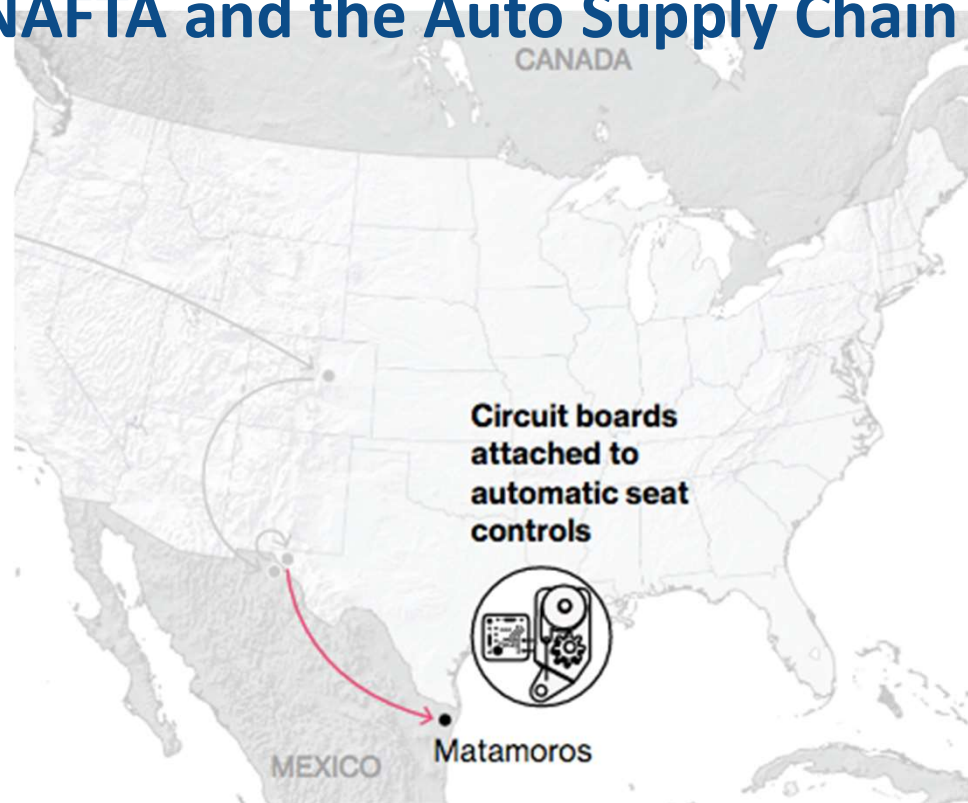 NAFTA and the Auto Supply Chain
CANADA
Circuit boards
attached to
automatic seat
controls
Matamoros
MEXICO